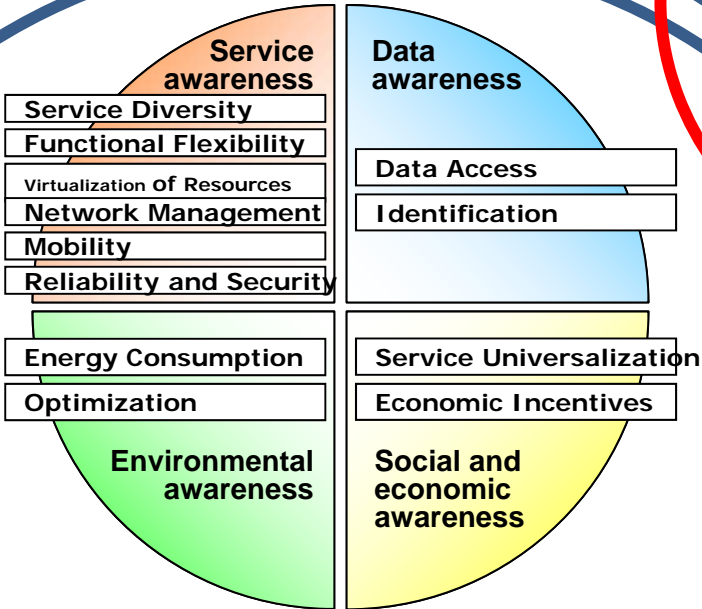 Service
awareness
Service Diversity
Functional Flexibility
Virtualization of Resources
Network Management
Mobility
Reliability and Security
Data
awareness
Data Access
Identification
Energy Consumption
Optimization
Environmental
awareness
Service Universalization
Economic Incentives
Social and
economic
awareness